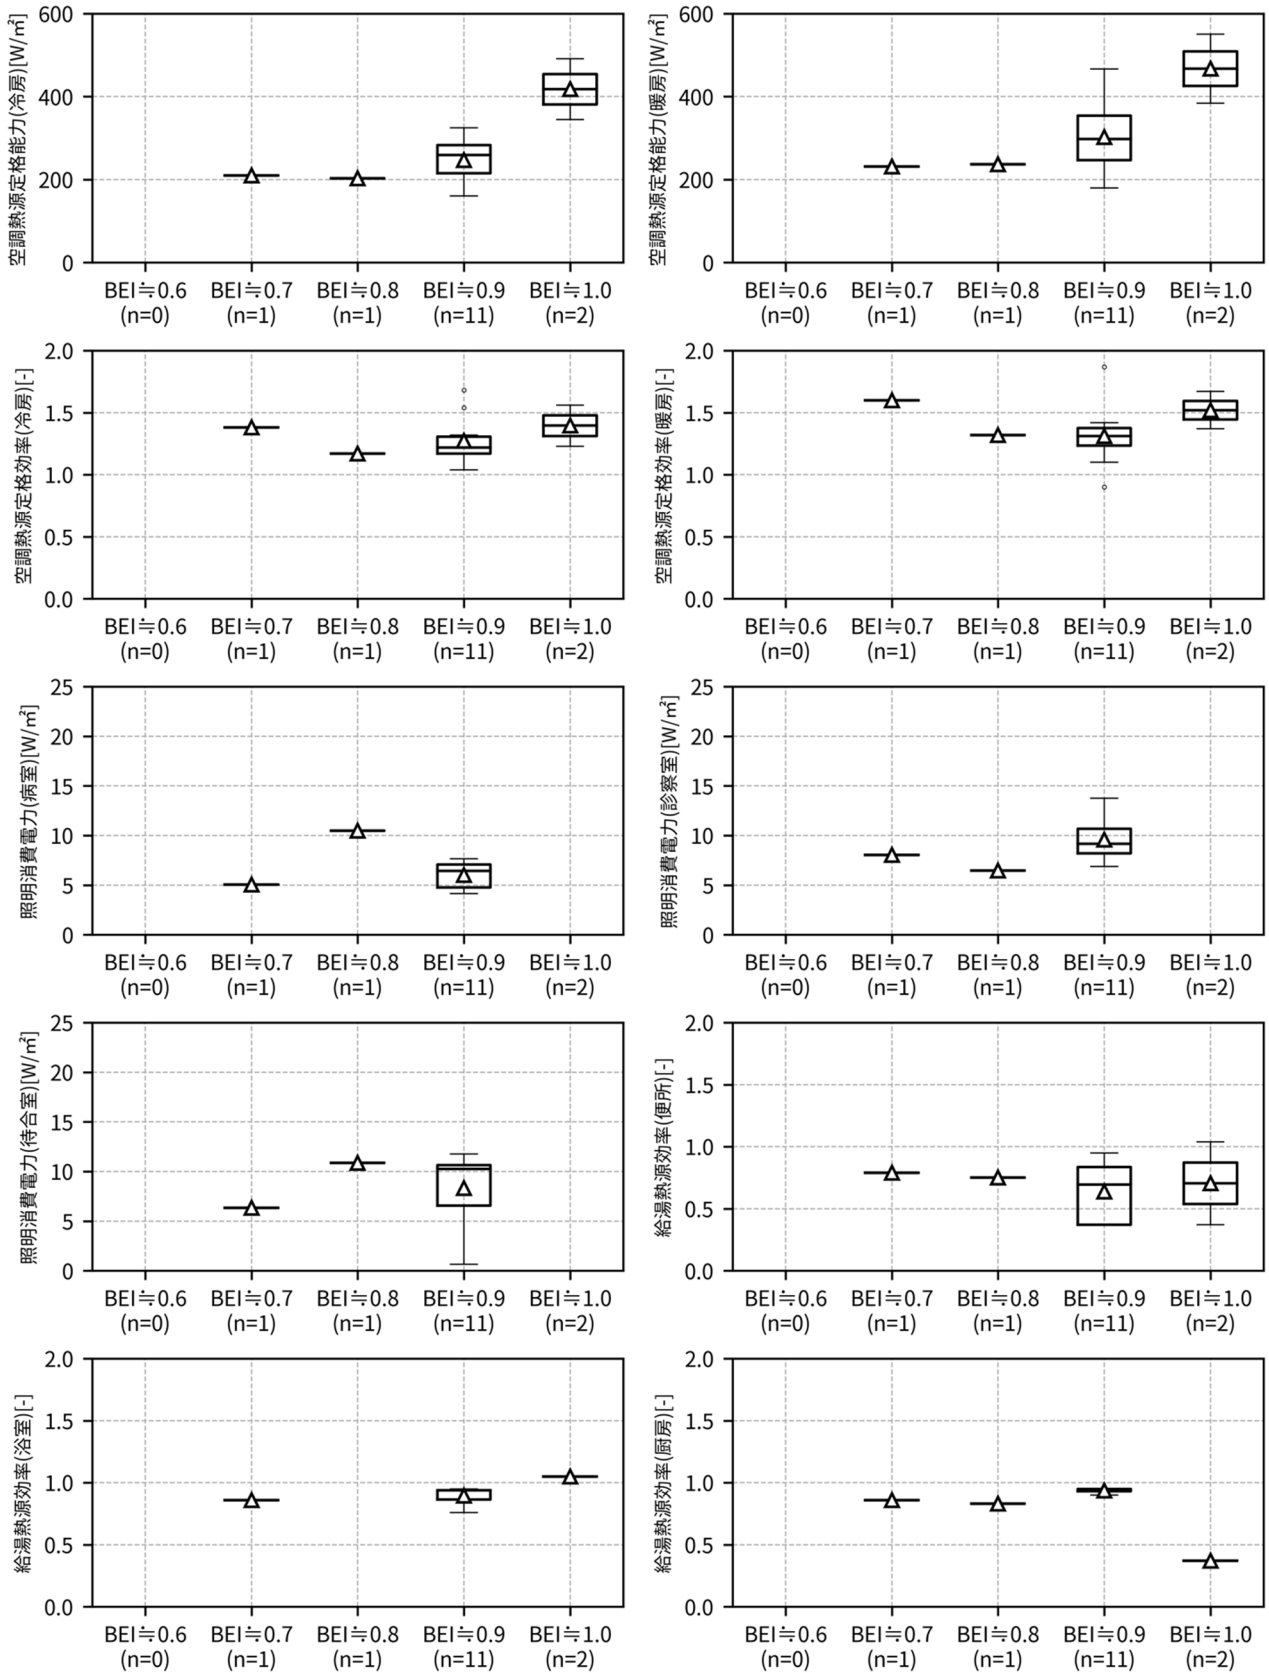 空調熱源定格能力(冷房)[W/㎡]
600
400
200
0
BEI≒0.6 BEI≒0.7 BEI≒0.8 BEI≒0.9 BEI≒1.0
(n=0) (n=1) (n=1) (n=11) (n=2)
空調熱源定格能力(暖房)[W/㎡]
600
400
200
0
BEI≒0.6 BEI≒0.7 BEI≒0.8 BEI≒0.9 BEI≒1.0
(n=0) (n=1) (n=1) (n=11) (n=2)
空調熱源定格効率(冷房)[-]
2.0
1.5
1.0
0.5
0.0
BEI≒0.6 BEI≒0.7 BEI≒0.8 BEI≒0.9 BEI≒1.0
(n=0) (n=1) (n=1) (n=11) (n=2)
空調熱源定格効率(暖房)[-]
2.0
1.5
1.0
0.5
0.0
BEI≒0.6 BEI≒0.7 BEI≒0.8 BEI≒0.9 BEI≒1.0
(n=0) (n=1) (n=1) (n=11) (n=2)
照明消費電力(病室)[W/㎡]
25
20
15
10
5
0
BEI≒0.6 BEI≒0.7 BEI≒0.8 BEI≒0.9 BEI≒1.0
(n=0) (n=1) (n=1) (n=11) (n=2)
照明消費電力(診察室)[W/㎡]
25
20
15
10
5
0
BEI≒0.6 BEI≒0.7 BEI≒0.8 BEI≒0.9 BEI≒1.0
(n=0) (n=1) (n=1) (n=11) (n=2)
照明消費電力(待合室)[W/㎡]
25
20
15
10
5
0
BEI≒0.6 BEI≒0.7 BEI≒0.8 BEI≒0.9 BEI≒1.0
(n=0) (n=1) (n=1) (n=11) (n=2)
給湯熱源効率(便所)[-]
2.0
1.5
1.0
0.5
0.0
BEI≒0.6 BEI≒0.7 BEI≒0.8 BEI≒0.9 BEI≒1.0
(n=0) (n=1) (n=1) (n=11) (n=2)
給湯熱源効率(浴室)[-]
2.0
1.5
1.0
0.5
0.0
BEI≒0.6 BEI≒0.7 BEI≒0.8 BEI≒0.9 BEI≒1.0
(n=0) (n=1) (n=1) (n=11) (n=2)
給湯熱源効率(厨房)[-]
2.0
1.5
1.0
0.5
0.0
BEI≒0.6 BEI≒0.7 BEI≒0.8 BEI≒0.9 BEI≒1.0
(n=0) (n=1) (n=1) (n=11) (n=2)